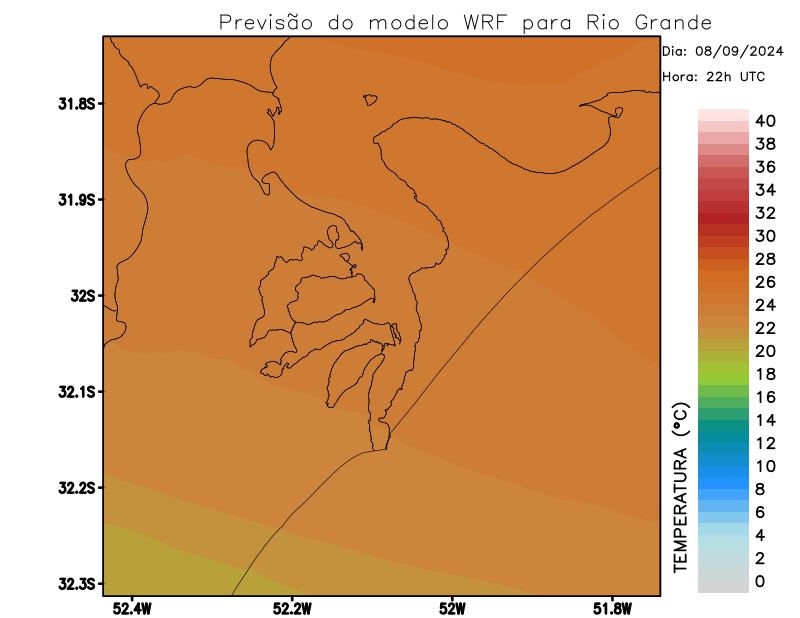 Previsão do modelo WRF para Rio Grande
Dia: 08/09/2024
Hora: 22h UTC
31.8S
31.9S
32S
32.1S
32.2S
32.3S
52.4W
52.2W
52W
51.8W
40
38
36
34
32
30
28
26
24
22
20
18
16
14
12
10
8
6
4
2
0
TEMPERATURA (ºC)